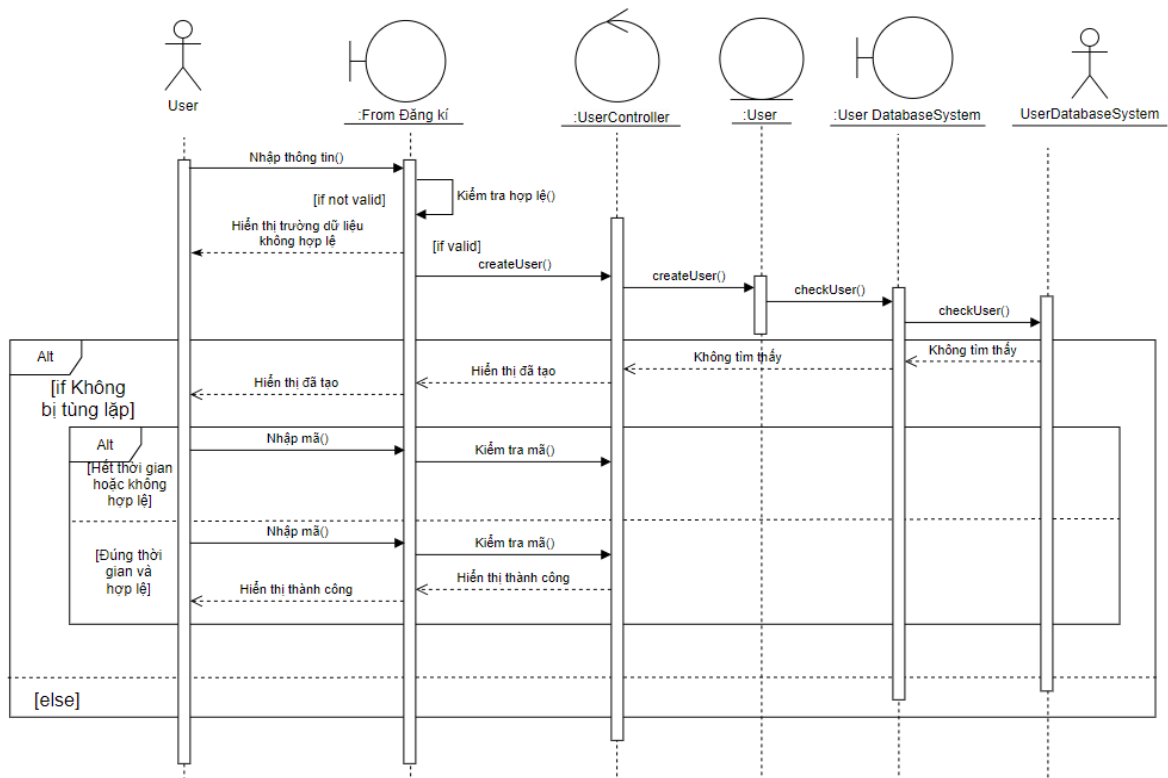 User
:From Đăng kí
:UserController
:User
:User DatabaseSystem
UserDatabaseSystem
Nhập thông tin()
Kiểm tra hợp lệ()
[if not valid]
Hiển thị trường dữ liệu
không hợp lệ
[if valid]
createUser()
createUser()
checkUser()
checkUser()
Alt
Không tìm thấy
Không tìm thấy
Hiển thị đã tạo
Hiển thị đã tạo
[if Không
bị tùng lặp]
Alt
Nhập mã()
Kiểm tra mã()
[Hết thời gian
hoặc không
hợp lệ]
Nhập mã()
Kiểm tra mã()
[Đúng thời
gian và
hợp lệ]
Hiển thị thành công
Hiển thị thành công
[else]